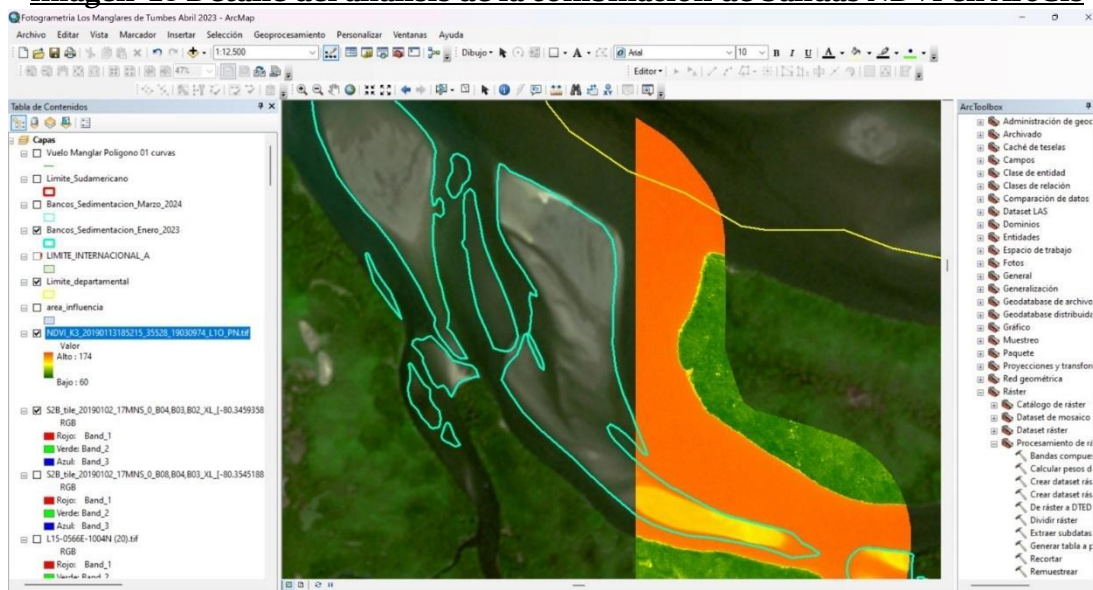 Fotogrametria Los Manglares de Tumbes Abril 2023 - ArcMap
Archivo Editar Vista Marcador Insertar Selección Geoprocesamiento Personalizar Ventanas Ayuda
1:12.500
Dibujo
Arial
10
B I U A
47%
Editor
Tabla de Contenidos
Capas
Vuelo Manglar Poligono 01 curvas
Limite_Sudamericano
Bancos_Sedimentacion_Marzo_2024
Bancos_Sedimentacion_Enero_2023
LIMITE_INTERNACIONAL_A
Limite_departamental
area_influencia
NDVI_K3_20190113185215_35528_19030974_L1O_PN.tif
Valor
Alto : 174
Bajo : 60
S2B_tile_20190102_17MNS_0_B04,B03,B02_XL_[-80.3459358
RGB
Rojo: Band_1
Verde: Band_2
Azul: Band_3
S2B_tile_20190102_17MNS_0_B08,B04,B03_XL_[-80.3545188
RGB
Rojo: Band_1
Verde: Band_2
Azul: Band_3
L15-0566E-1004N (20).tif
RGB
Rojo: Band_1
Verde: Band_2
ArcToolbox
Administración de geoc
Archivado
Caché de teselas
Campos
Clase de entidad
Clases de relación
Comparación de datos
Dataset LAS
Dominios
Entidades
Espacio de trabajo
Fotos
General
Generalización
Geodatabase de archivo
Geodatabase distribuida
Gráfico
Muestreo
Paquete
Proyecciones y transfon
Red geométrica
Ráster
Catálogo de ráster
Dataset de mosaico
Dataset ráster
Procesamiento de rá
Bandas compues
Calcular pesos d
Crear dataset rás
Crear dataset rás
De ráster a DTED
Dividir ráster
Extraer subdatas
Generar tabla a p
Recortar
Remuestrear